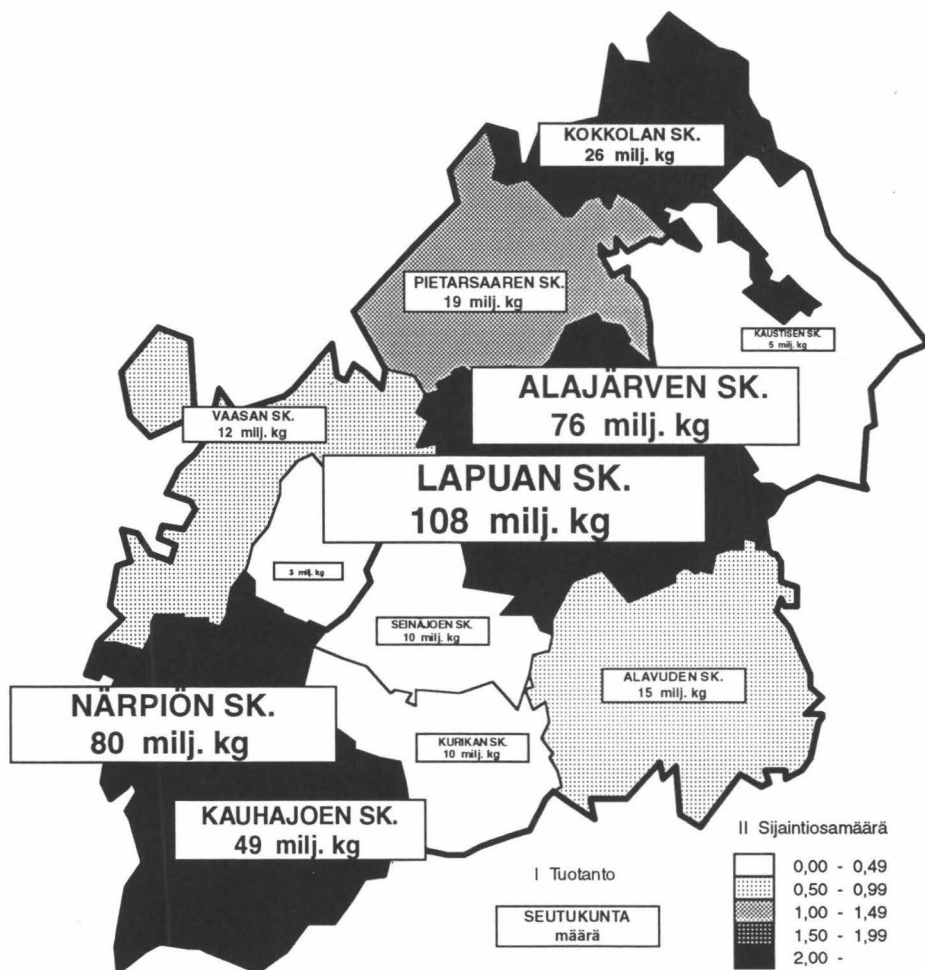 KOKKOLAN SK.
26 milj. kg
PIETARSAAREN SK.
19 milj. kg
KAUSTISEN SK.
5 milj. kg
ALAJÄRVEN SK.
76 milj. kg
VAASAN SK.
12 milj. kg
LAPUAN SK.
108 milj. kg
3 milj. kg
SEINÄJOEN SK.
10 milj. kg
ALAVUDEN SK.
15 milj. kg
NÄRPIÖN SK.
80 milj. kg
KURIKAN SK.
10 milj. kg
KAUHAJOEN SK.
49 milj. kg
I Tuotanto
SEUTUKUNTA
määrä
II Sijaintiosamäärä
0,00 - 0,49
0,50 - 0,99
1,00 - 1,49
1,50 - 1,99
2,00 -